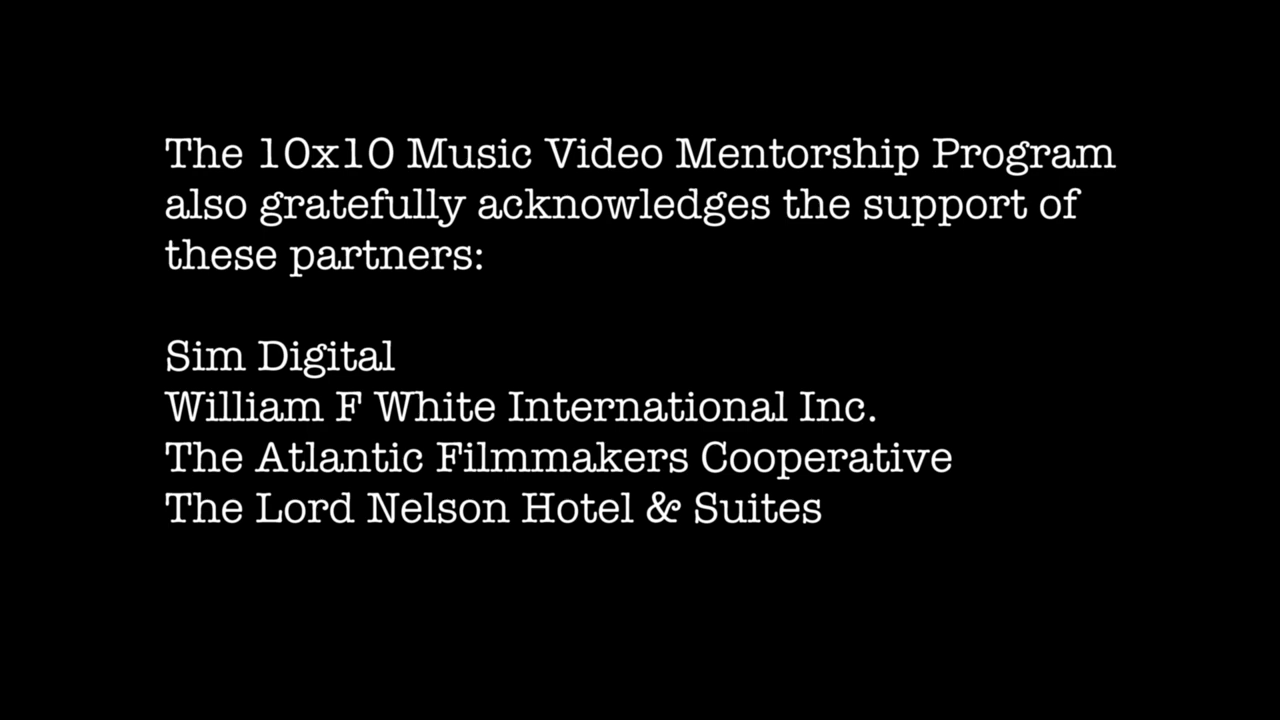 The 10x10 Music Video Mentorship Program
also gratefully acknowledges the support of
these partners:
Sim Digital
William F White International Inc.
The Atlantic Filmmakers Cooperative
The Lord Nelson Hotel & Suites